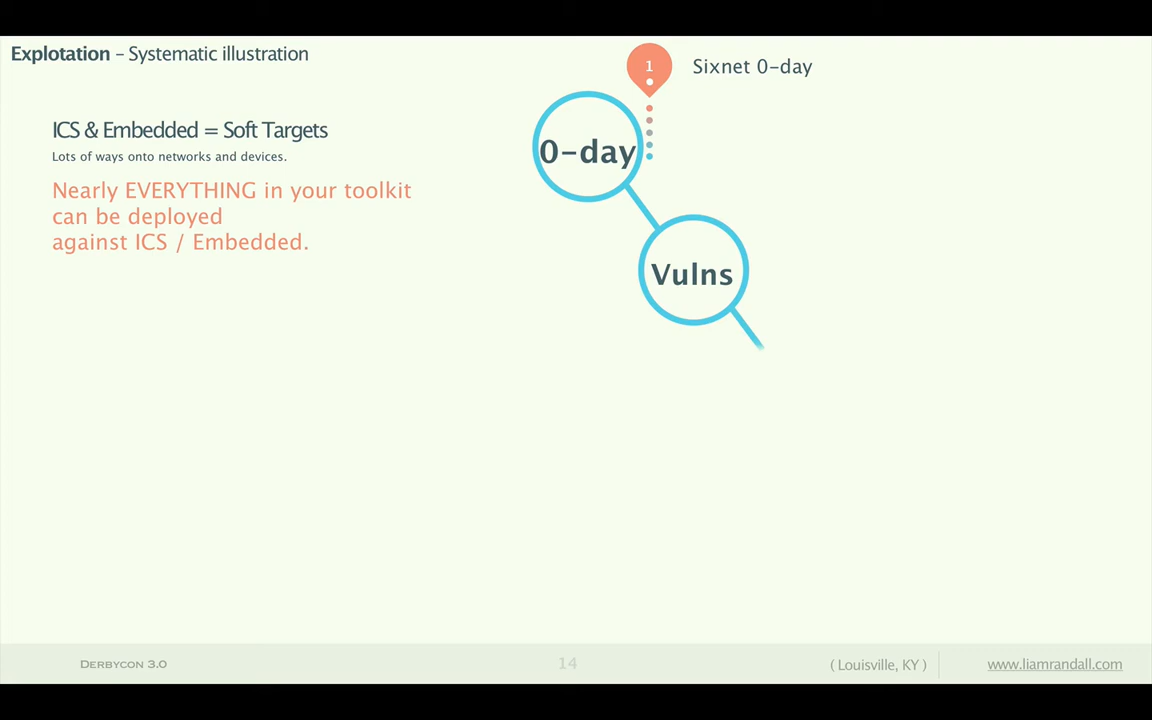 Explotation – Systematic illustration
1
Sixnet 0-day
ICS & Embedded = Soft Targets
Lots of ways onto networks and devices.
Nearly EVERYTHING in your toolkit
can be deployed
against ICS / Embedded.
0-day
Vulns
Derbycon 3.0
14
( Louisville, KY )
www.liamrandall.com